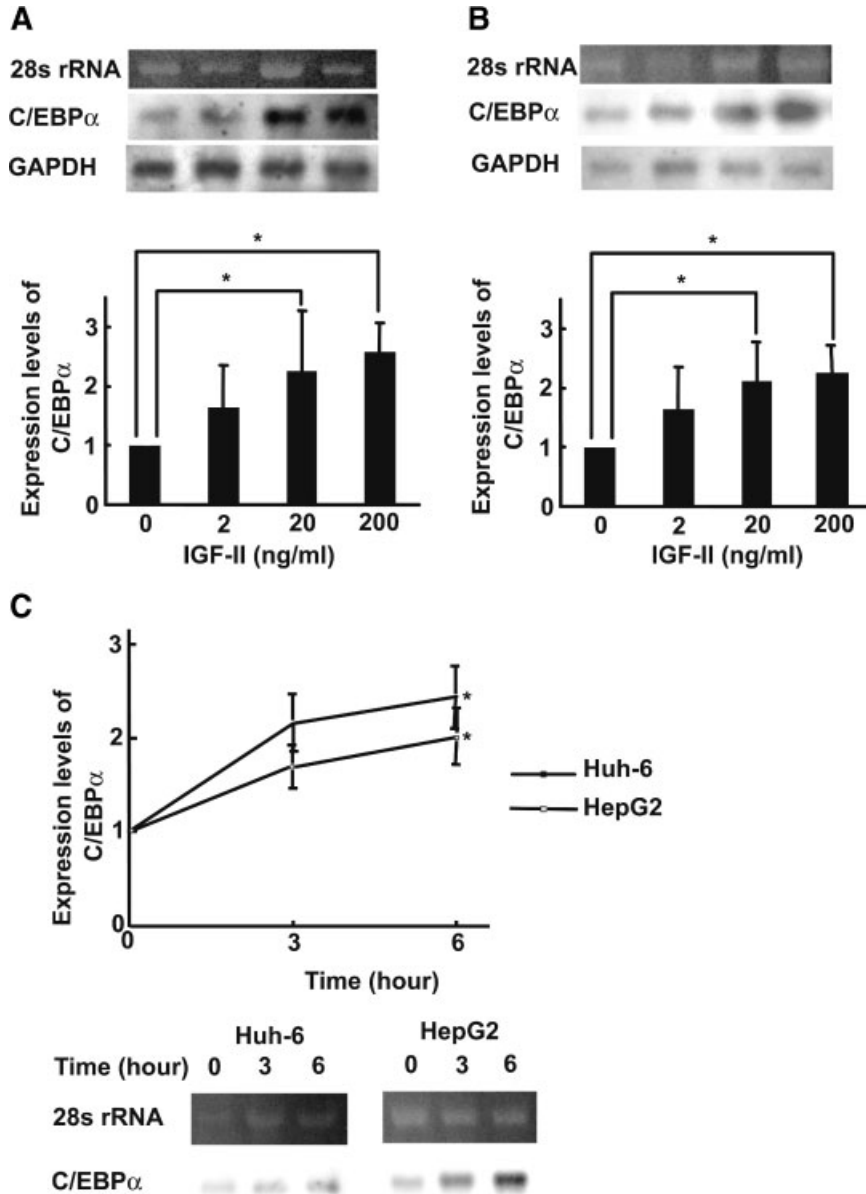 A
28s rRNA
C/EBPα
GAPDH
*
*
Expression levels of
C/EBPα
3
2
1
0
0 2 20 200
IGF-II (ng/ml)
B
28s rRNA
C/EBPα
GAPDH
*
*
Expression levels of
C/EBPα
3
2
1
0
0 2 20 200
IGF-II (ng/ml)
C
Expression levels of
C/EBPα
3
2
1
0
*
*
0 3 6
Time (hour)
Huh-6
HepG2
Huh-6 HepG2
Time (hour) 0 3 6 0 3 6
28s rRNA
C/EBPα